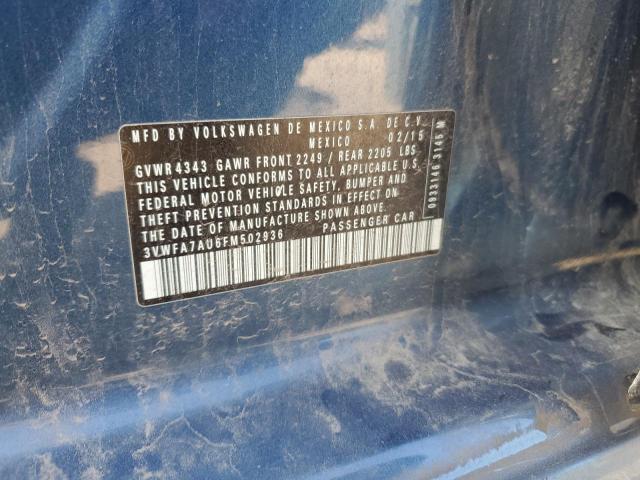 MFD BY VOLKSWAGEN DE MEXICO S.A. DE C.V.
MEXICO 02/15
GVWR 4343 GAWR FRONT 2249 / REAR 2205 LBS
THIS VEHICLE CONFORMS TO ALL APPLICABLE U.S.
FEDERAL MOTOR VEHICLE SAFETY, BUMPER AND
THEFT PREVENTION STANDARDS IN EFFECT ON
THE DATE OF MANUFACTURE SHOWN ABOVE.
3VWFA7AU6FM502936 PASSENGER CAR
0933146 3145 M